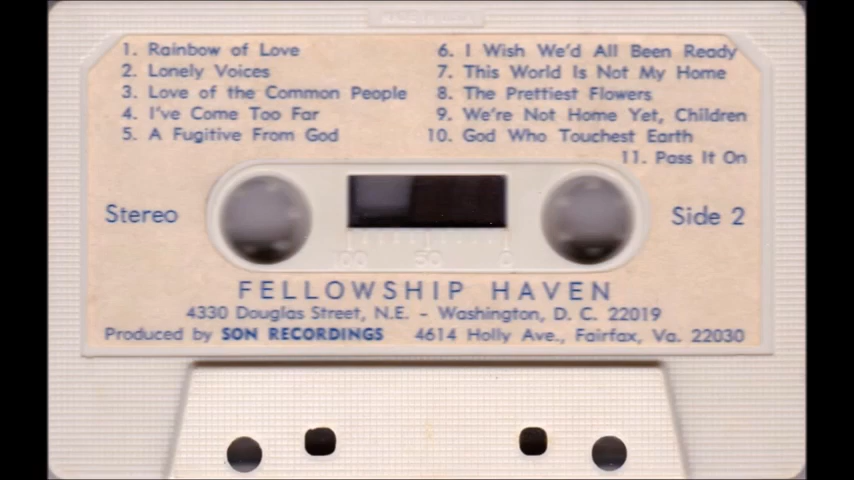 1. Rainbow of Love
2. Lonely Voices
3. Love of the Common People
4. I've Come Too Far
5. A Fugitive From God
6. I Wish We'd All Been Ready
7. This World Is Not My Home
8. The Prettiest Flowers
9. We're Not Home Yet, Children
10. God Who Touchest Earth
11. Pass It On
Stereo
Side 2
100 50 0
FELLOWSHIP HAVEN
4330 Douglas Street, N.E. - Washington, D. C. 22019
Produced by SON RECORDINGS 4614 Holly Ave., Fairfax, Va. 22030